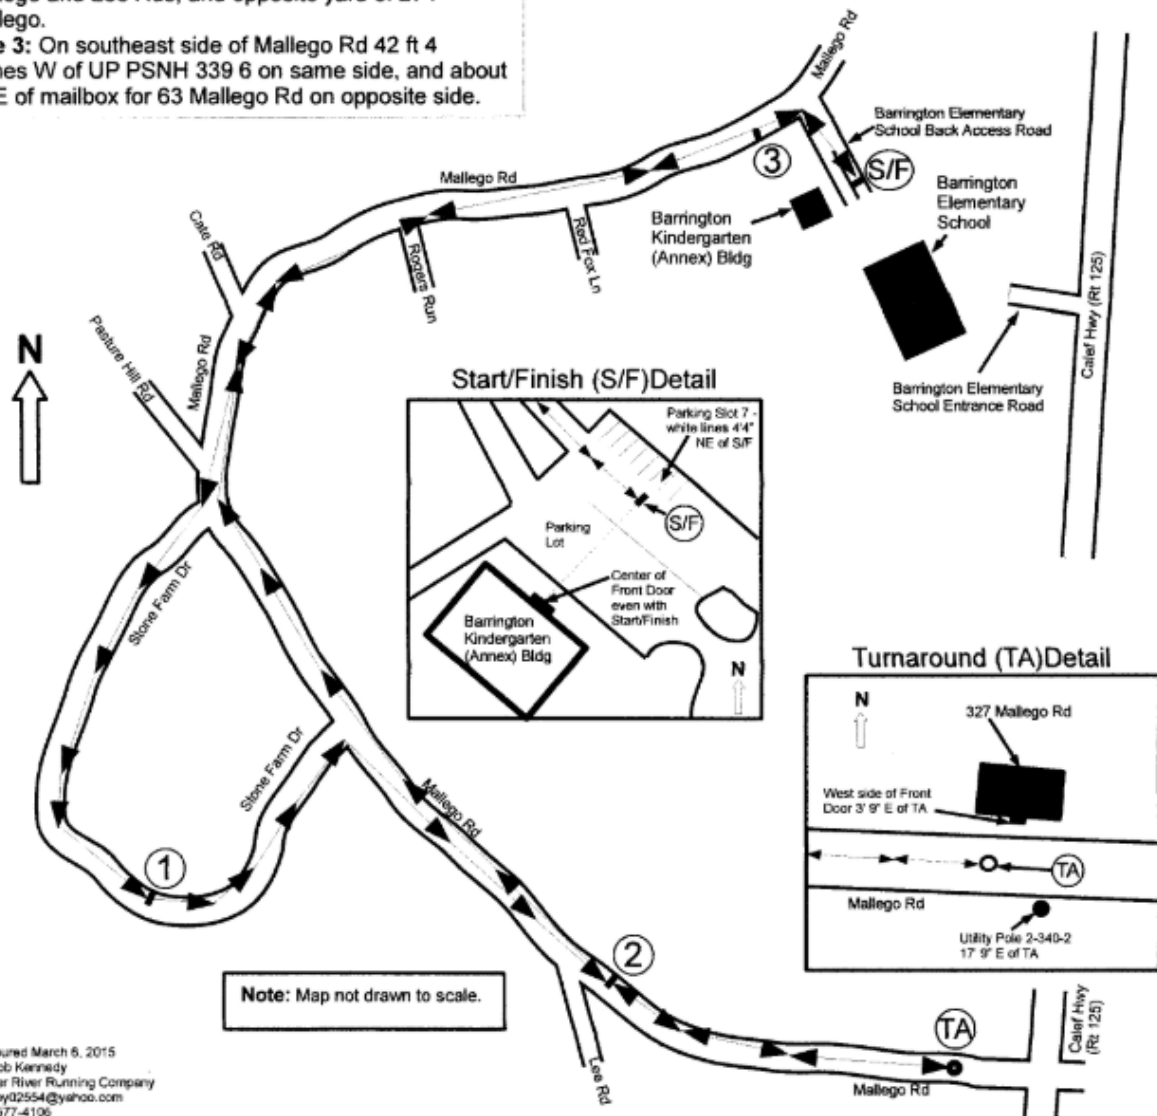 lego.
3: On southeast side of Mallego Rd 42 ft 4
W of UP PSNH 339 6 on same side, and about
E of mailbox for 63 Mallego Rd on opposite side.
Mallego Rd
Barrington Elementary
School Back Access Road
3
S/F
Mallego Rd
Barrington
Elementary
School
Barrington
Kindergarten
(Annex) Bldg
Cate Rd
Rogers Run
Red Fox Ln
Calef Hwy (Rt 125)
N
Pasture Hill Rd
Mallego Rd
Barrington Elementary
School Entrance Road
Start/Finish (S/F)Detail
Parking Slot 7 -
white lines 4'4"
NE of S/F
S/F
Parking
Lot
Center of
Front Door
even with
Start/Finish
Barrington
Kindergarten
(Annex) Bldg
N
Stone Farm Dr
Stone Farm Dr
Mallego Rd
Turnaround (TA)Detail
N
327 Mallego Rd
West side of Front
Door 3' 9" E of TA
TA
Mallego Rd
Utility Pole 2-340-2
17' 9" E of TA
1
2
Note: Map not drawn to scale.
TA
Calef Hwy
(Rt 125)
Lee Rd
Mallego Rd
March 6, 2015
Kennedy
River Running Company
02554@yahoo.com
577-4106